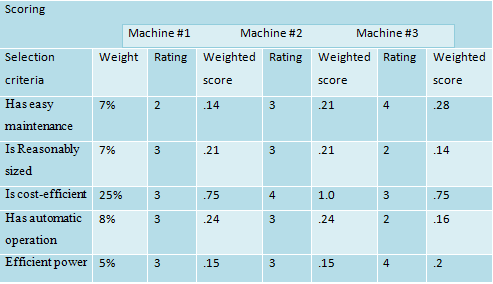 Scoring
Machine #1 Machine #2 Machine #3
Selection criteria Weight Rating Weighted score Rating Weighted score Rating Weighted score
Has easy maintenance 7% 2 .14 3 .21 4 .28
Is Reasonably sized 7% 3 .21 3 .21 2 .14
Is cost-efficient 25% 3 .75 4 1.0 3 .75
Has automatic operation 8% 3 .24 3 .24 2 .16
Efficient power 5% 3 .15 3 .15 4 .2